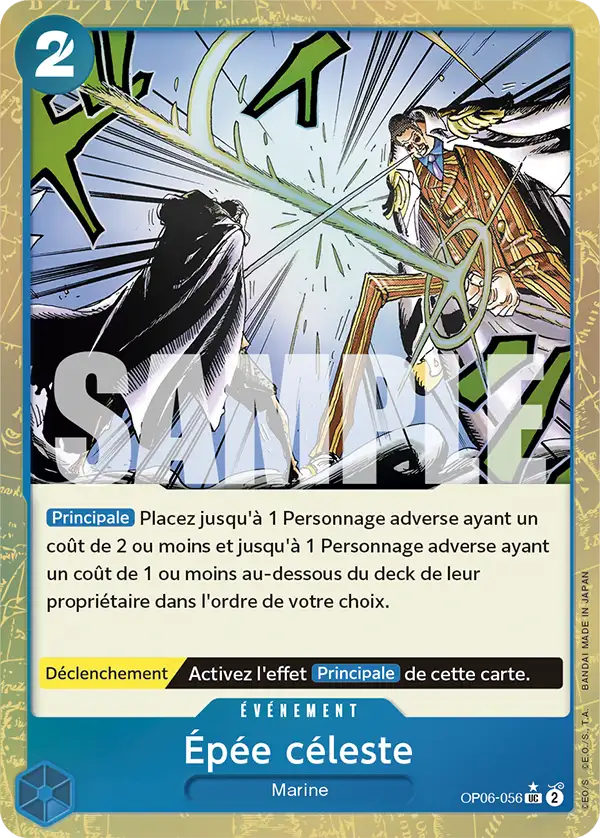 2
SAMPLE
Principale Placez jusqu'à 1 Personnage adverse ayant un
coût de 2 ou moins et jusqu'à 1 Personnage adverse ayant
un coût de 1 ou moins au-dessous du deck de leur
propriétaire dans l'ordre de votre choix.
Déclenchement Activez l'effet Principale de cette carte.
ÉVÉNEMENT
Épée céleste
Marine
OP06-056 UC 2
©E.O./S. ©E.O./S.,T.A. BANDAI MADE IN JAPAN